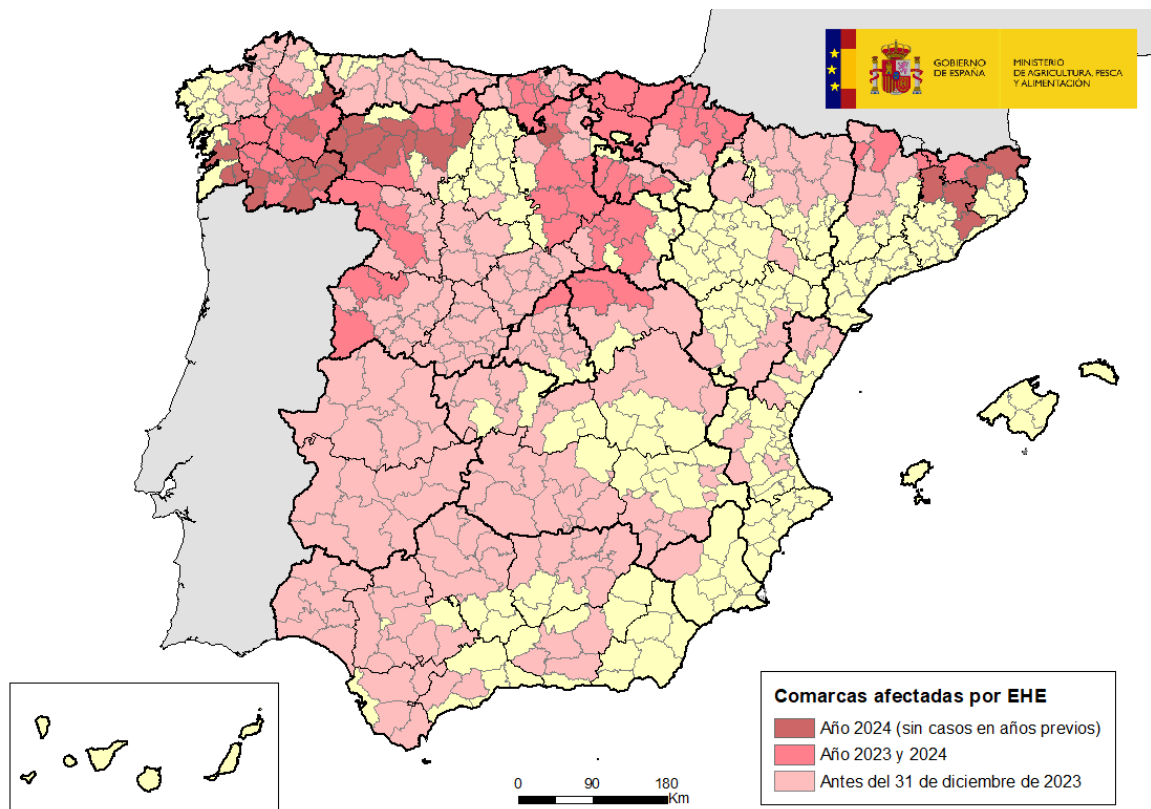 GOBIERNO
DE ESPAÑA
MINISTERIO
DE AGRICULTURA, PESCA
Y ALIMENTACIÓN
Comarcas afectadas por EHE
Año 2024 (sin casos en años previos)
Año 2023 y 2024
Antes del 31 de diciembre de 2023
0 90 180
Km